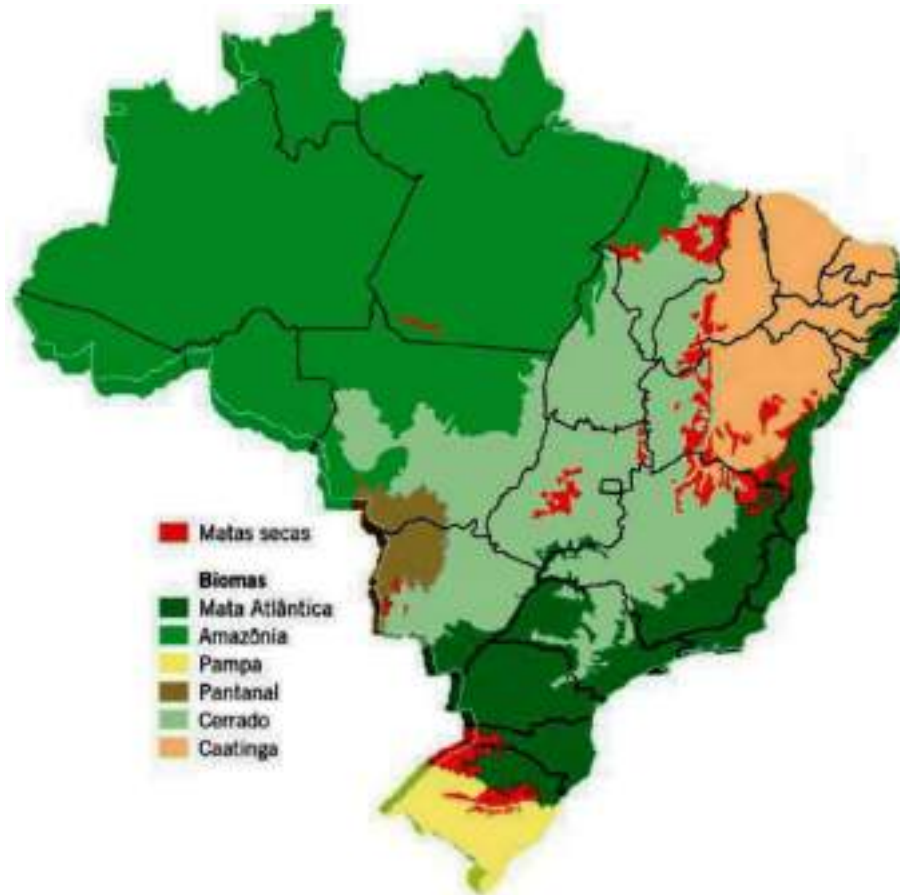 Matas secas
Biomas
Mata Atlântica
Amazônia
Pampa
Pantanal
Cerrado
Caatinga